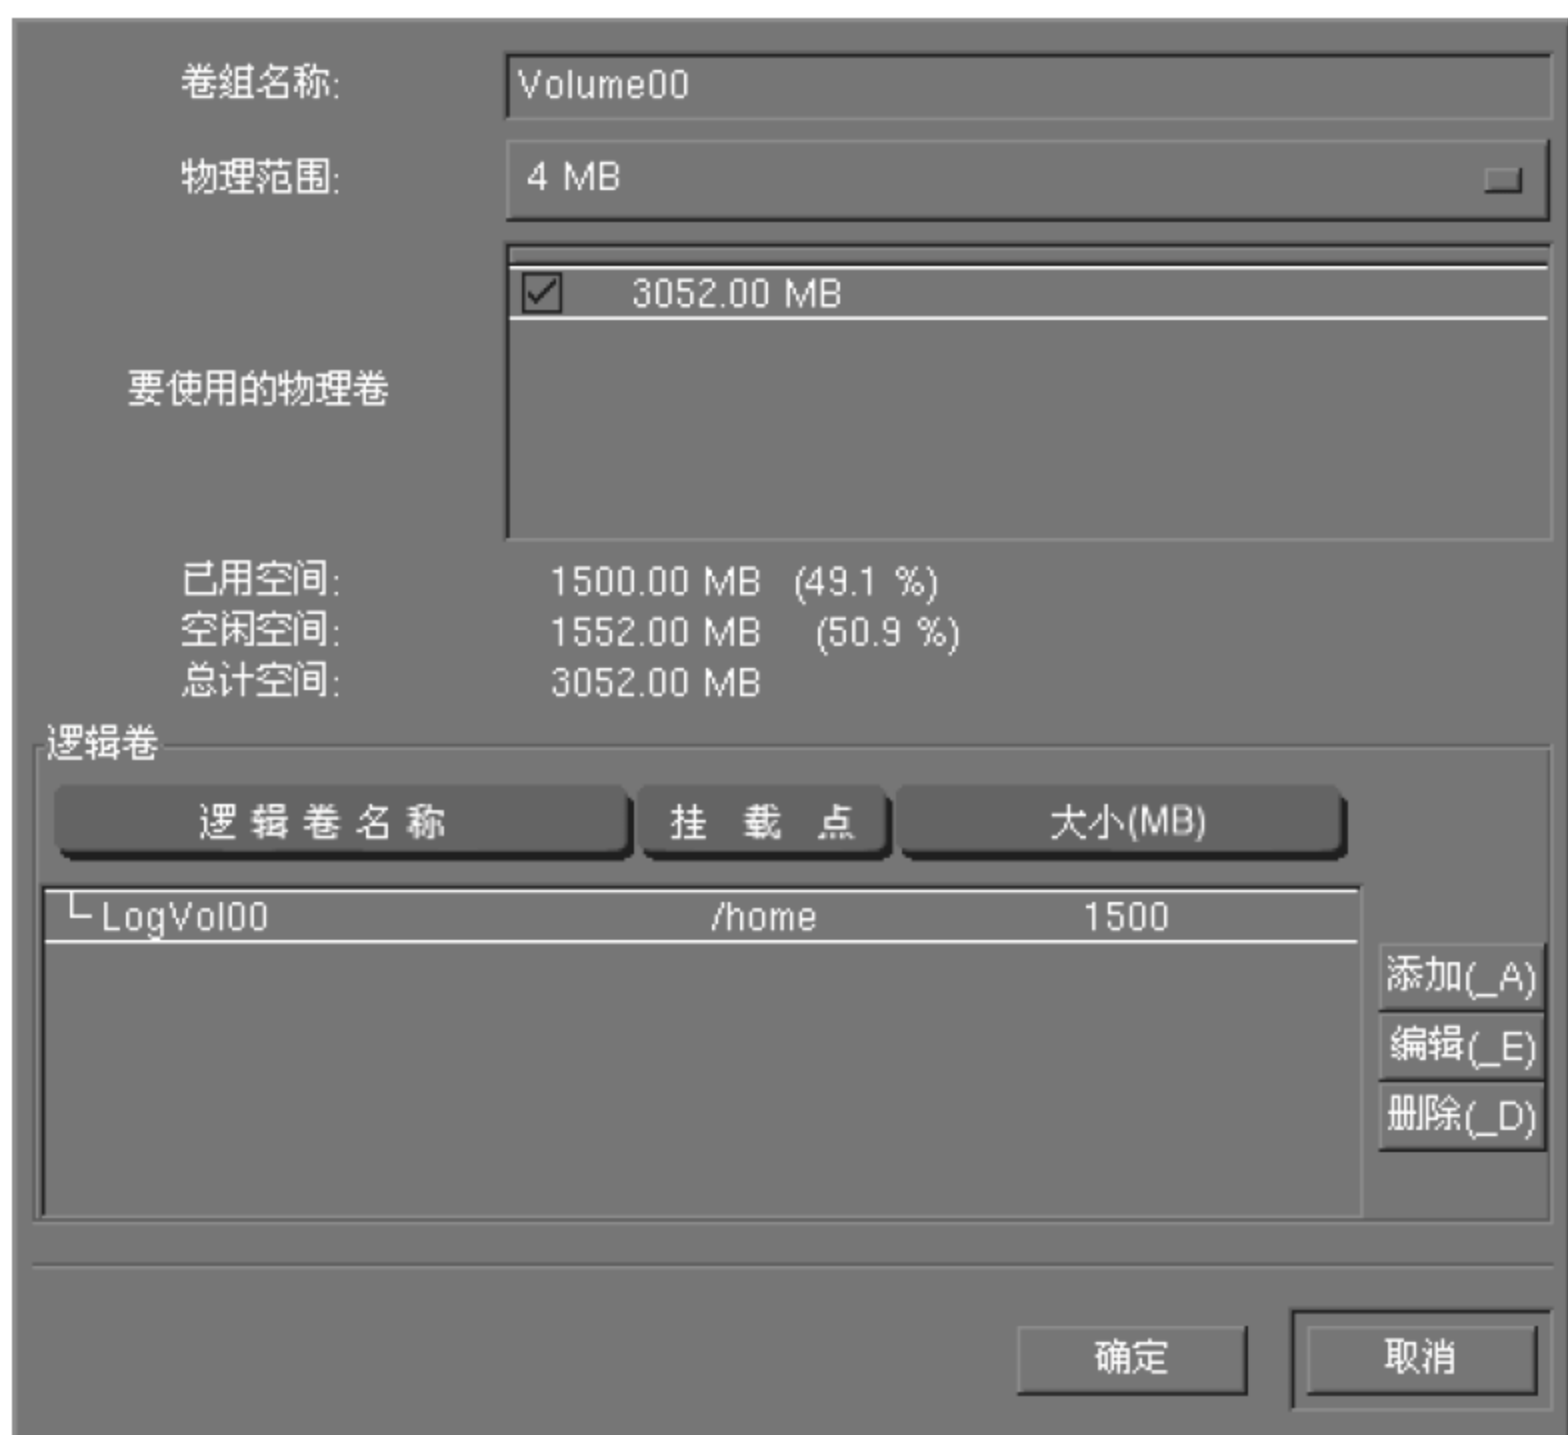 卷组名称: Volume00
物理范围: 4 MB
3052.00 MB
要使用的物理卷
已用空间: 1500.00 MB (49.1 %)
空闲空间: 1552.00 MB (50.9 %)
总计空间: 3052.00 MB
逻辑卷
逻辑卷名称 挂载点 大小(MB)
LogVol00 /home 1500
添加(_A)
编辑(_E)
删除(_D)
确定 取消